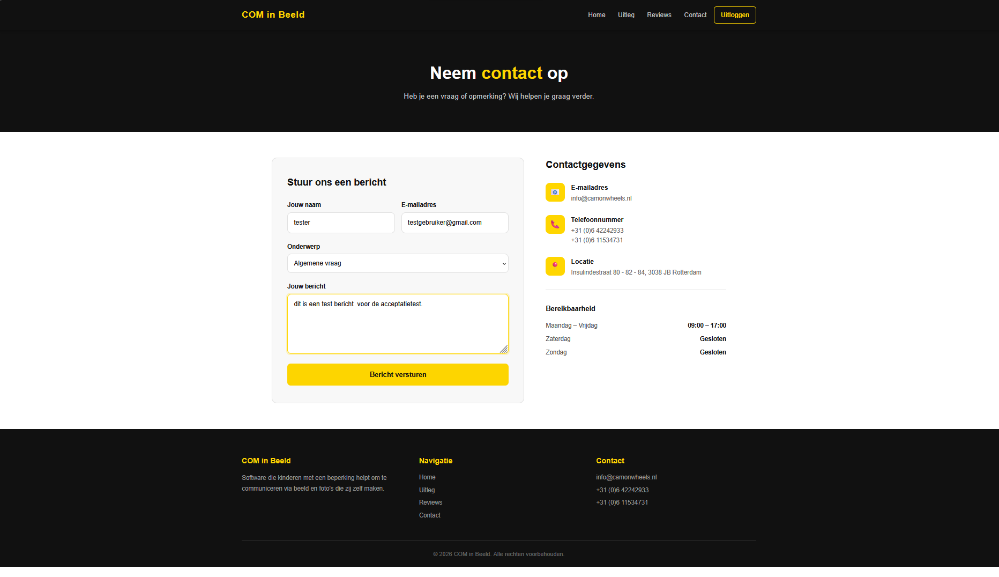 COM in Beeld
Home
Uitleg
Reviews
Contact
Uitloggen
Neem contact op
Heb je een vraag of opmerking? Wij helpen je graag verder.
Stuur ons een bericht
Jouw naam
E-mailadres
tester
testgebruiker@gmail.com
Onderwerp
Algemene vraag
Jouw bericht
dit is een test bericht  voor de acceptatietest.
Bericht versturen
Contactgegevens
E-mailadres
info@camonwheels.nl
Telefoonnummer
+31 (0)6 42242933
+31 (0)6 11534731
Locatie
Insulindestraat 80 - 82 - 84, 3038 JB Rotterdam
Bereikbaarheid
Maandag – Vrijdag 09:00 – 17:00
Zaterdag Gesloten
Zondag Gesloten
COM in Beeld
Software die kinderen met een beperking helpt om te
communiceren via beeld en foto's die zij zelf maken.
Navigatie
Home
Uitleg
Reviews
Contact
Contact
info@camonwheels.nl
+31 (0)6 42242933
+31 (0)6 11534731
© 2026 COM in Beeld. Alle rechten voorbehouden.